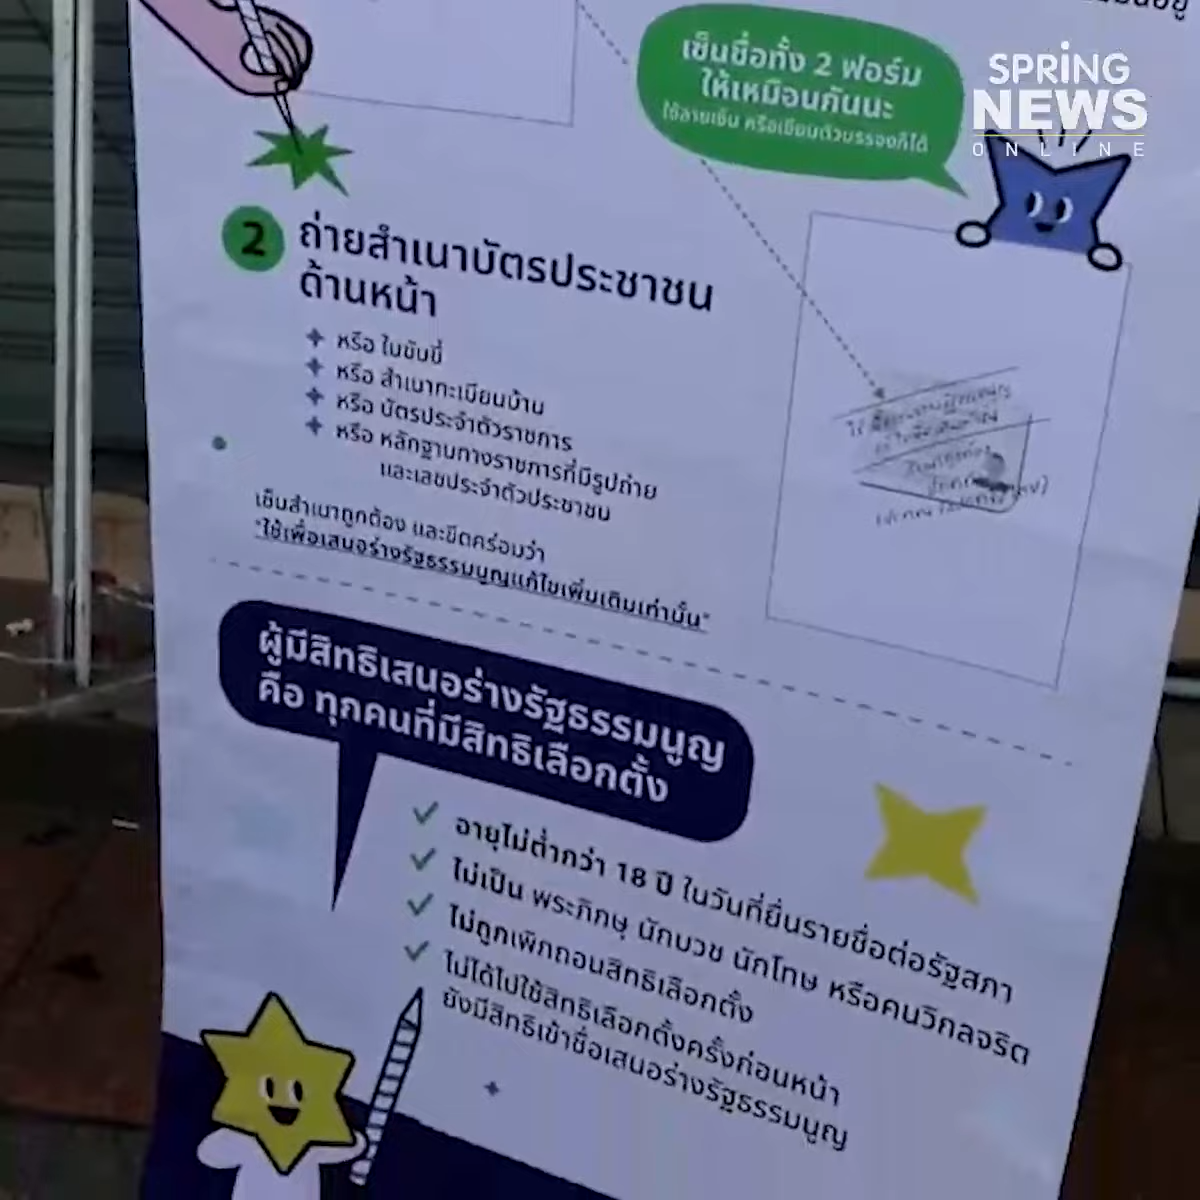 เซ็นชื่อทั้ง 2 ฟอร์ม
ให้เหมือนกันนะ
ใช้ลายเซ็น หรือเขียนตัวบรรจงก็ได้
SPRiNG
NEWS
ONLINE
2 ถ่ายสำเนาบัตรประชาชน
ด้านหน้า
หรือ ใบขับขี่
หรือ สำเนาทะเบียนบ้าน
หรือ บัตรประจำตัวราชการ
หรือ หลักฐานทางราชการที่มีรูปถ่าย
และเลขประจำตัวประชาชน
เซ็นสำเนาถูกต้อง และขีดคร่อมว่า
"ใช้เพื่อเสนอร่างรัฐธรรมนูญแก้ไขเพิ่มเติมเท่านั้น"
ผู้มีสิทธิเสนอร่างรัฐธรรมนูญ
คือ ทุกคนที่มีสิทธิเลือกตั้ง
อายุไม่ต่ำกว่า 18 ปี ในวันที่ยื่นรายชื่อต่อรัฐสภา
ไม่เป็น พระภิกษุ นักบวช นักโทษ หรือคนวิกลจริต
ไม่ถูกเพิกถอนสิทธิเลือกตั้ง
ไม่ได้ไปใช้สิทธิเลือกตั้งครั้งก่อนหน้า
ยังมีสิทธิเข้าชื่อเสนอร่างรัฐธรรมนูญ